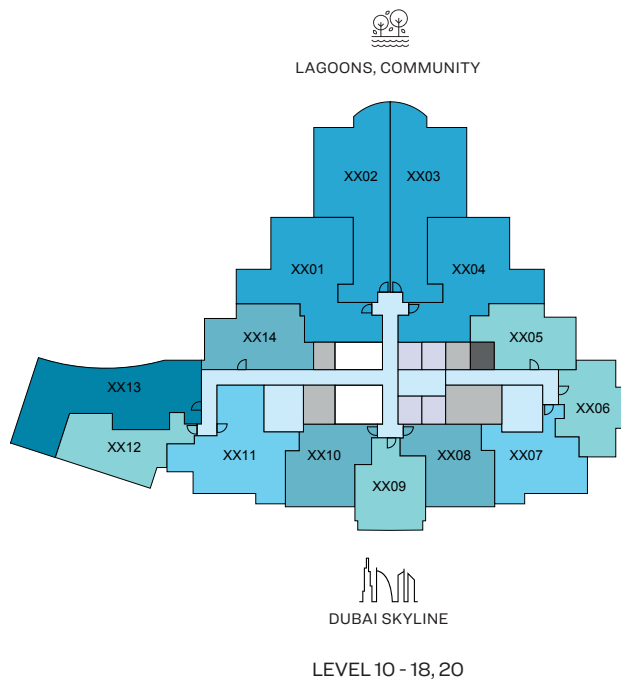 LAGOONS, COMMUNITY
XX02 XX03
XX01 XX04
XX14 XX05
XX13
XX06
XX12
XX11 XX10 XX08 XX07
XX09
DUBAI SKYLINE
LEVEL 10 - 18, 20